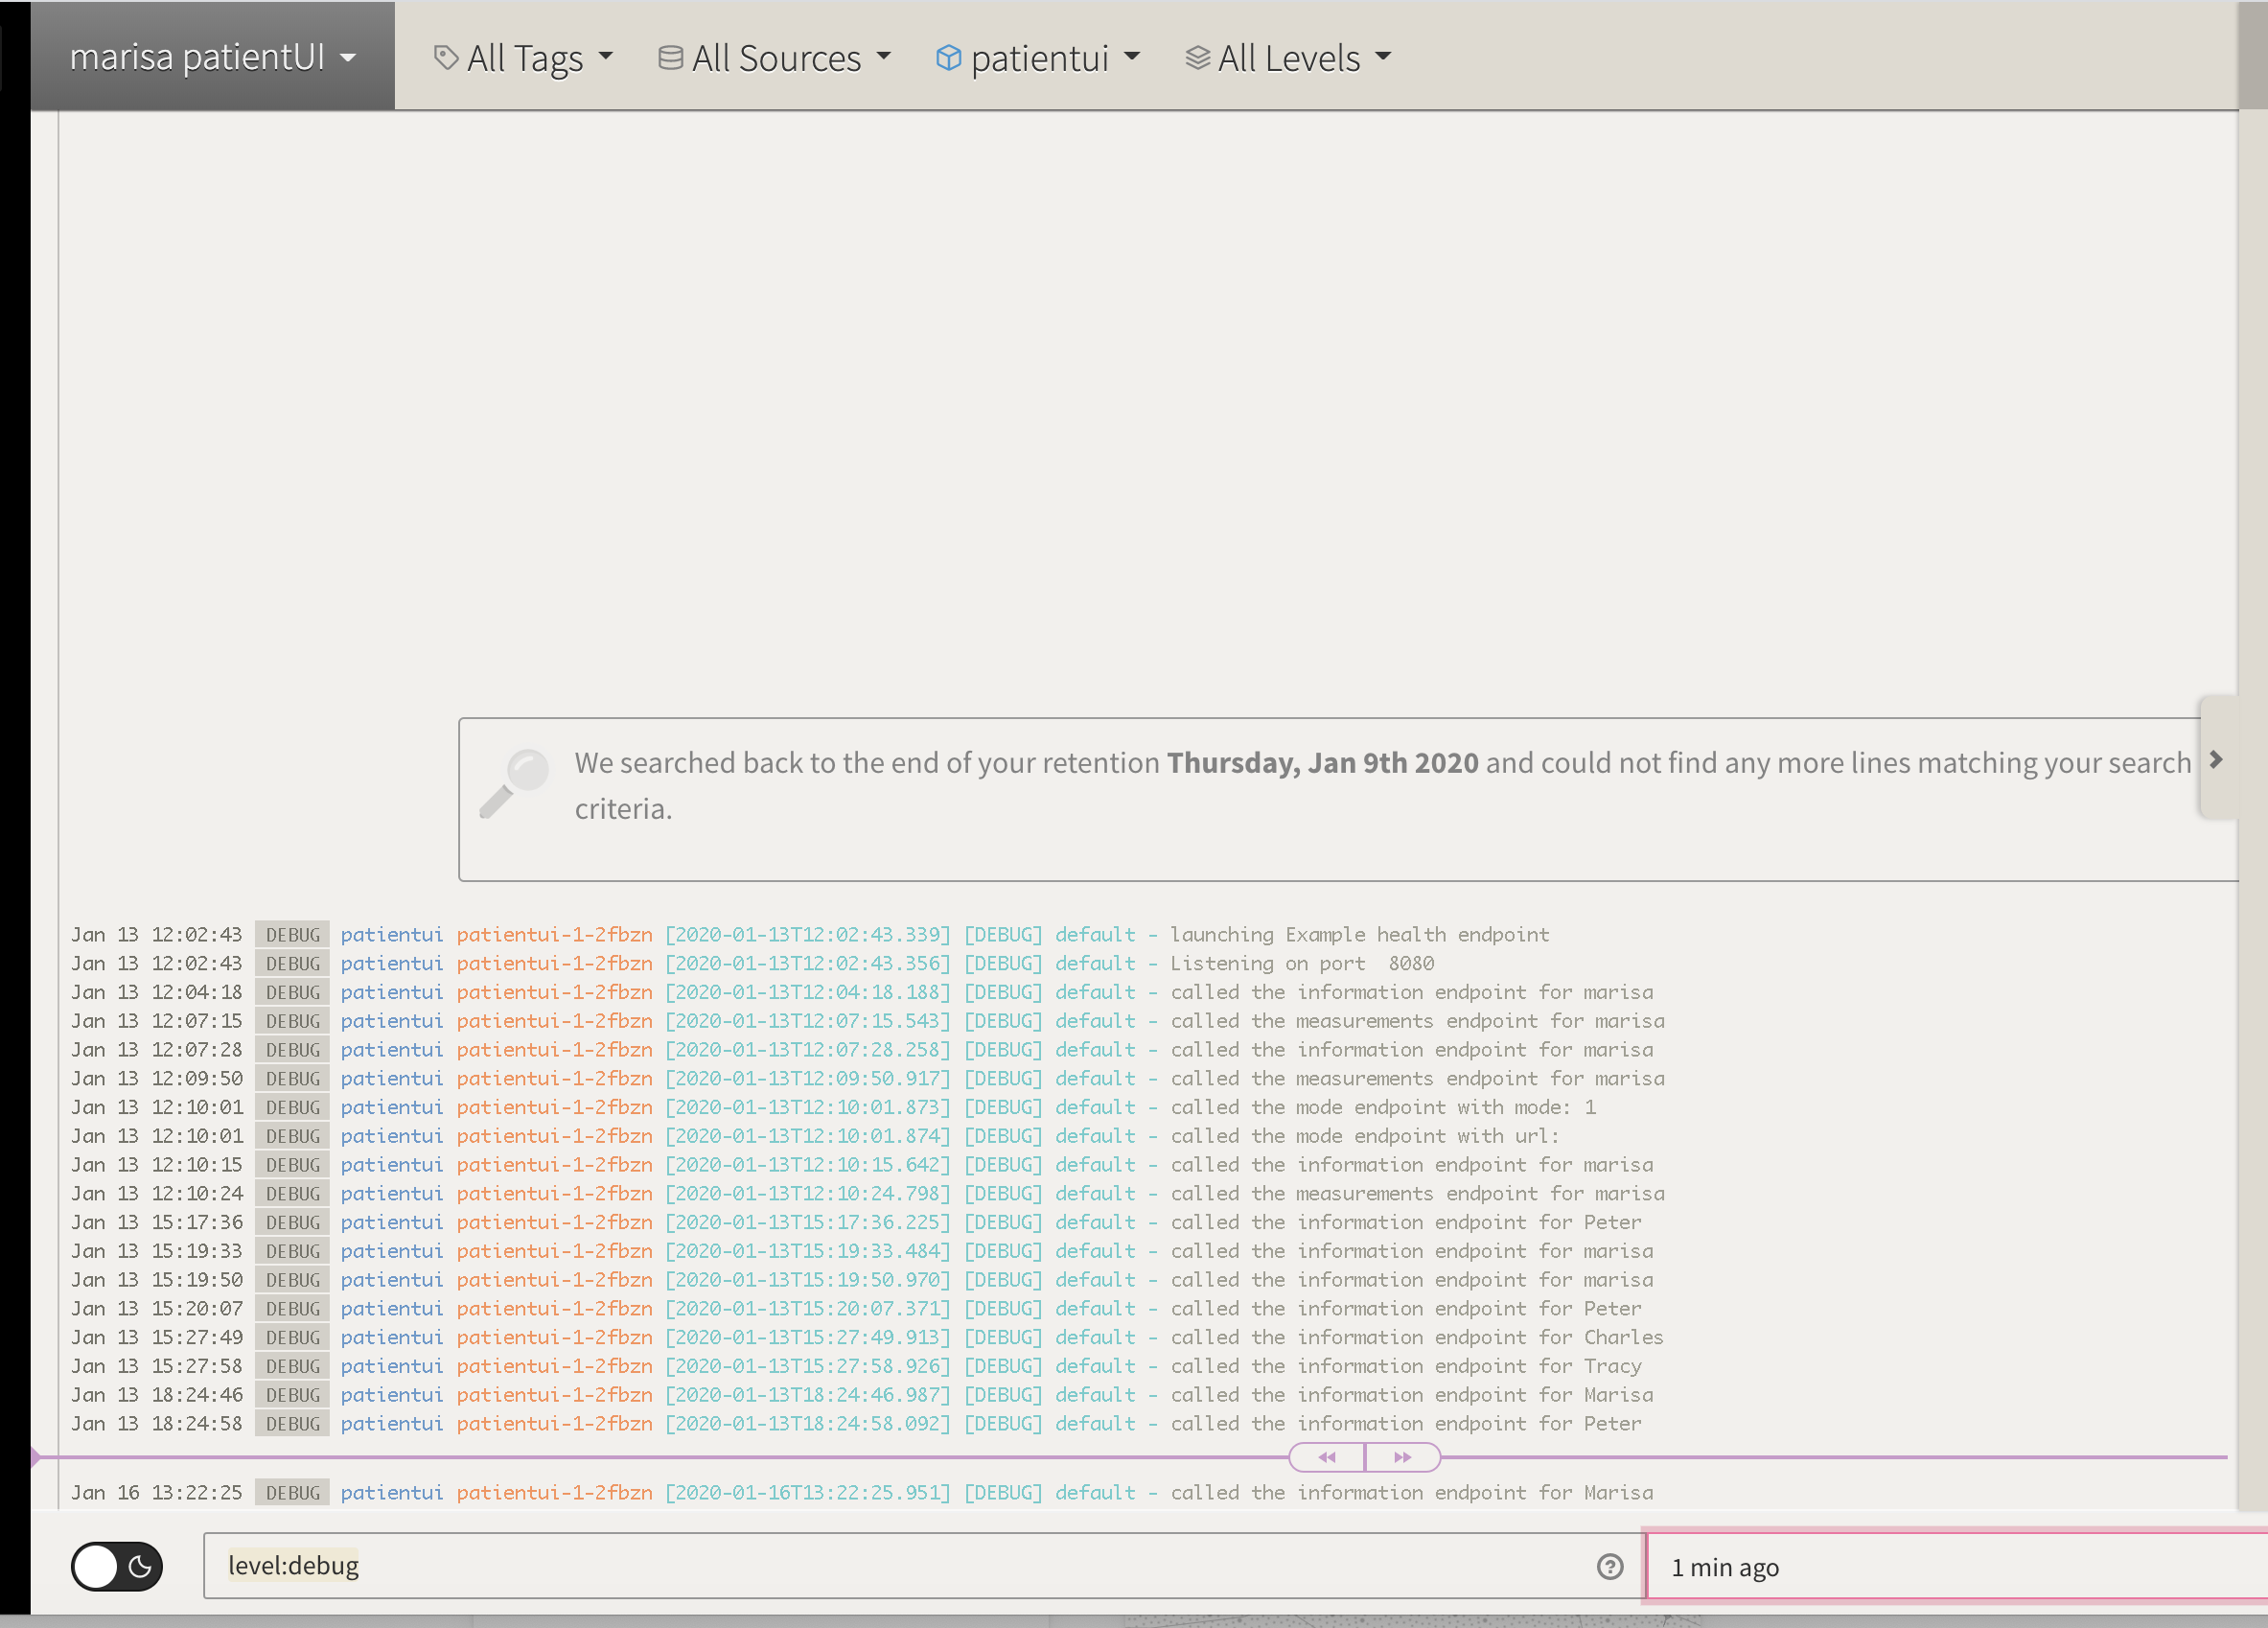 marisa patientUI All Tags All Sources patientui All Levels
We searched back to the end of your retention Thursday, Jan 9th 2020 and could not find any more lines matching your search
criteria.
Jan 13 12:02:43 DEBUG patientui patientui-1-2fbzn [2020-01-13T12:02:43.339] [DEBUG] default - launching Example health endpoint
Jan 13 12:02:43 DEBUG patientui patientui-1-2fbzn [2020-01-13T12:02:43.356] [DEBUG] default - Listening on port  8080
Jan 13 12:04:18 DEBUG patientui patientui-1-2fbzn [2020-01-13T12:04:18.188] [DEBUG] default - called the information endpoint for marisa
Jan 13 12:07:15 DEBUG patientui patientui-1-2fbzn [2020-01-13T12:07:15.543] [DEBUG] default - called the measurements endpoint for marisa
Jan 13 12:07:28 DEBUG patientui patientui-1-2fbzn [2020-01-13T12:07:28.258] [DEBUG] default - called the information endpoint for marisa
Jan 13 12:09:50 DEBUG patientui patientui-1-2fbzn [2020-01-13T12:09:50.917] [DEBUG] default - called the measurements endpoint for marisa
Jan 13 12:10:01 DEBUG patientui patientui-1-2fbzn [2020-01-13T12:10:01.873] [DEBUG] default - called the mode endpoint with mode: 1
Jan 13 12:10:01 DEBUG patientui patientui-1-2fbzn [2020-01-13T12:10:01.874] [DEBUG] default - called the mode endpoint with url:
Jan 13 12:10:15 DEBUG patientui patientui-1-2fbzn [2020-01-13T12:10:15.642] [DEBUG] default - called the information endpoint for marisa
Jan 13 12:10:24 DEBUG patientui patientui-1-2fbzn [2020-01-13T12:10:24.798] [DEBUG] default - called the measurements endpoint for marisa
Jan 13 15:17:36 DEBUG patientui patientui-1-2fbzn [2020-01-13T15:17:36.225] [DEBUG] default - called the information endpoint for Peter
Jan 13 15:19:33 DEBUG patientui patientui-1-2fbzn [2020-01-13T15:19:33.484] [DEBUG] default - called the information endpoint for marisa
Jan 13 15:19:50 DEBUG patientui patientui-1-2fbzn [2020-01-13T15:19:50.970] [DEBUG] default - called the information endpoint for marisa
Jan 13 15:20:07 DEBUG patientui patientui-1-2fbzn [2020-01-13T15:20:07.371] [DEBUG] default - called the information endpoint for Peter
Jan 13 15:27:49 DEBUG patientui patientui-1-2fbzn [2020-01-13T15:27:49.913] [DEBUG] default - called the information endpoint for Charles
Jan 13 15:27:58 DEBUG patientui patientui-1-2fbzn [2020-01-13T15:27:58.926] [DEBUG] default - called the information endpoint for Tracy
Jan 13 18:24:46 DEBUG patientui patientui-1-2fbzn [2020-01-13T18:24:46.987] [DEBUG] default - called the information endpoint for Marisa
Jan 13 18:24:58 DEBUG patientui patientui-1-2fbzn [2020-01-13T18:24:58.092] [DEBUG] default - called the information endpoint for Peter
Jan 16 13:22:25 DEBUG patientui patientui-1-2fbzn [2020-01-16T13:22:25.951] [DEBUG] default - called the information endpoint for Marisa
level:debug 1 min ago